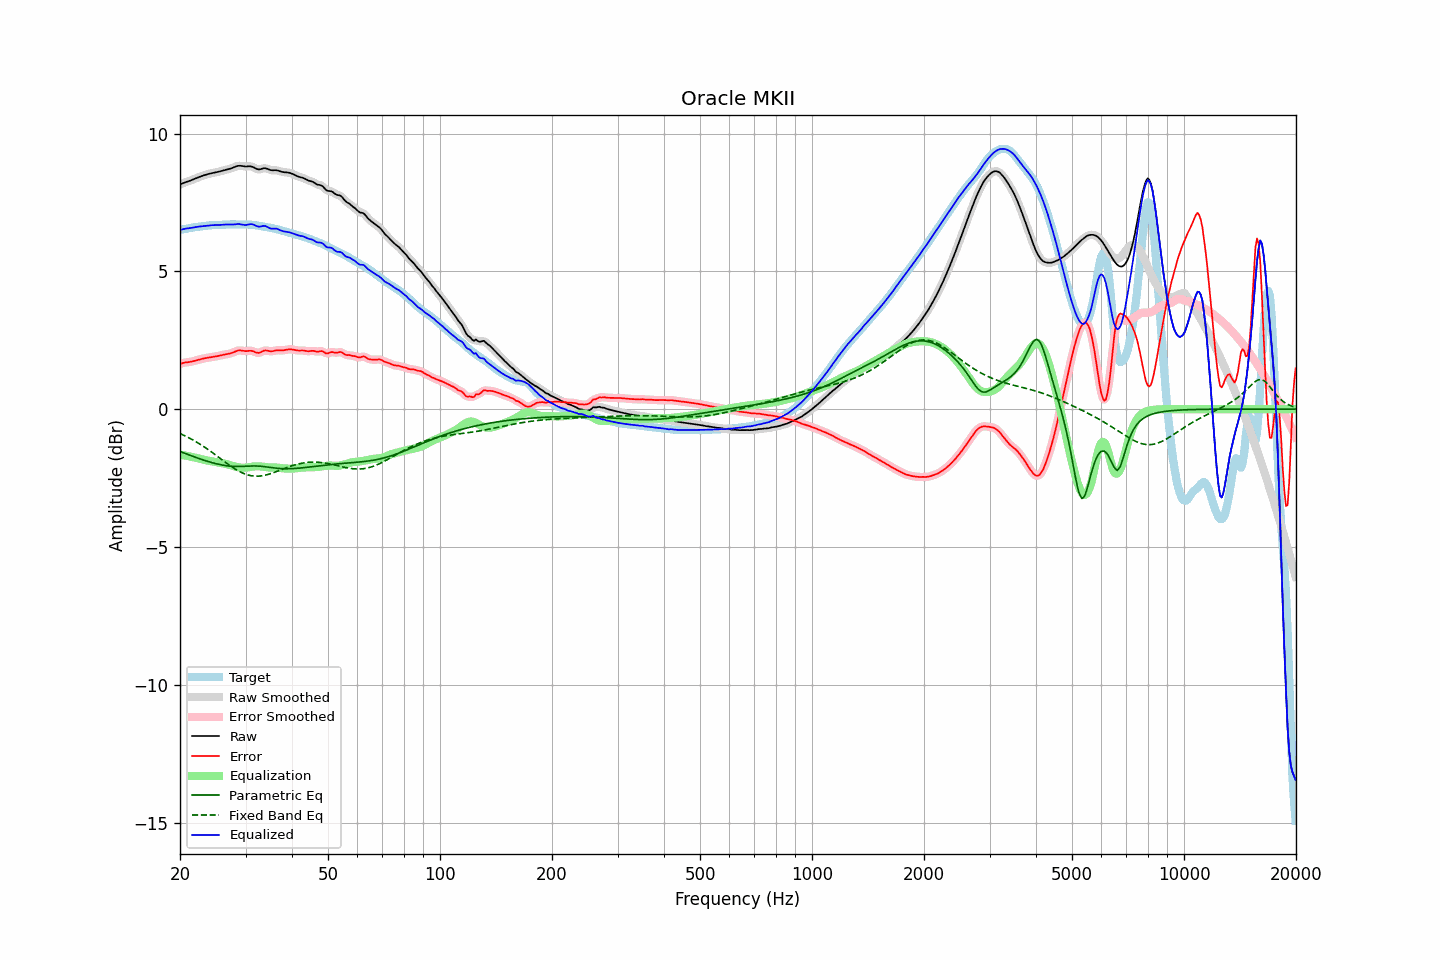 Oracle MKII
Amplitude (dBr)
10
5
0
−5
−10
−15
Target
Raw Smoothed
Error Smoothed
Raw
Error
Equalization
Parametric Eq
Fixed Band Eq
Equalized
20 50 100 200 500 1000 2000 5000 10000 20000
Frequency (Hz)